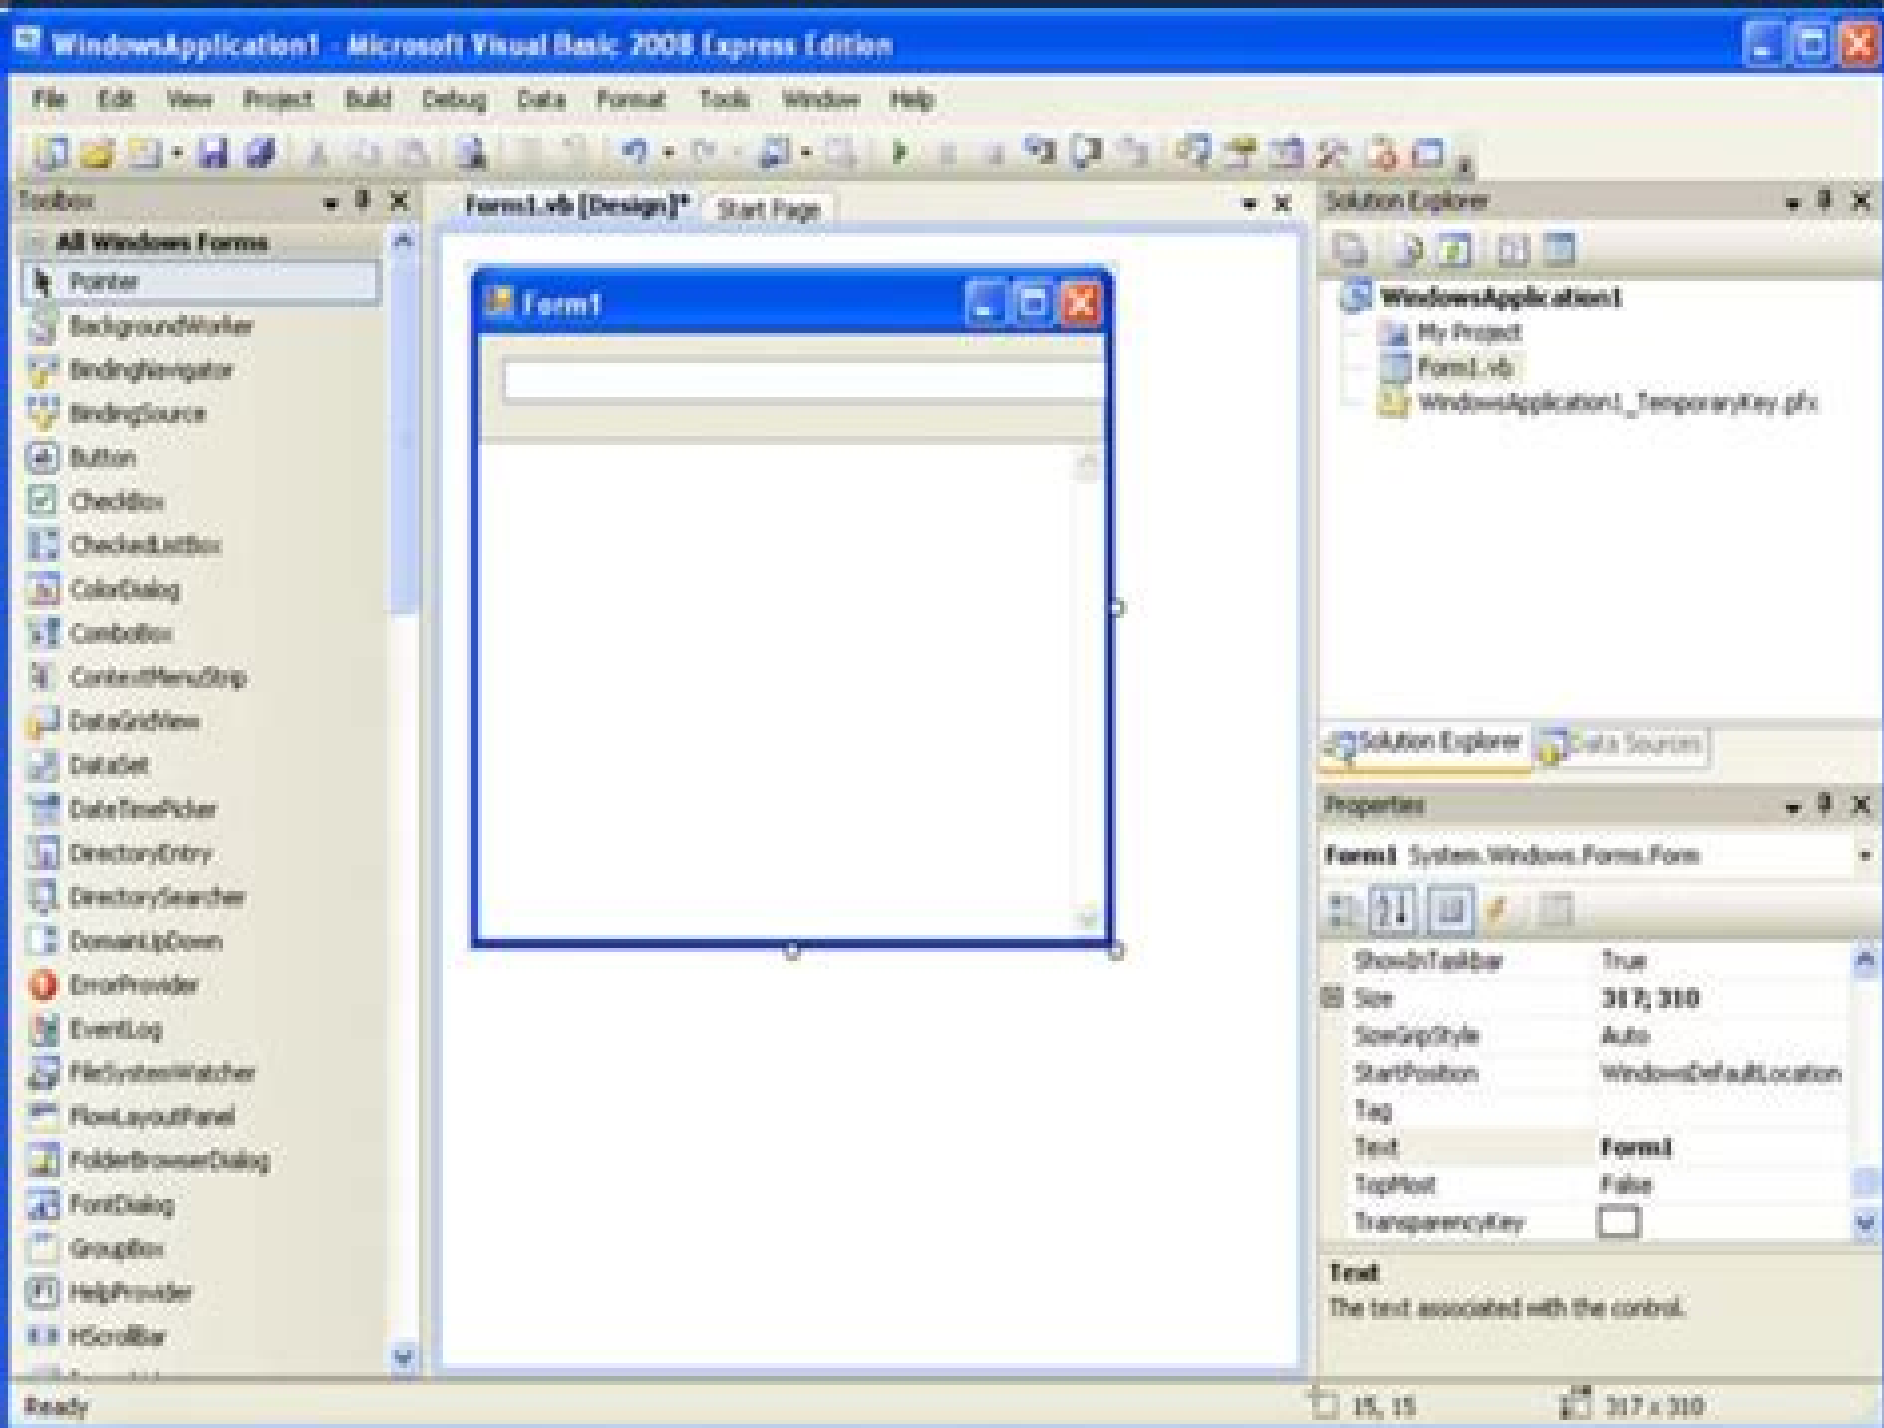 WindowsApplication1 - Microsoft Visual Basic 2008 Express Edition
File Edit View Project Build Debug Data Format Tools Window Help
Toolbox
All Windows Forms
Pointer
BackgroundWorker
BindingNavigator
BindingSource
Button
CheckBox
CheckedListBox
ColorDialog
ComboBox
ContextMenuStrip
DataGridView
DataSet
DateTimePicker
DirectoryEntry
DirectorySearcher
DomainUpDown
ErrorProvider
EventLog
FileSystemWatcher
FlowLayoutPanel
FolderBrowserDialog
FontDialog
GroupBox
HelpProvider
HScrollBar
Form1.vb [Design]* Start Page
Form1
Solution Explorer
WindowsApplication1
My Project
Form1.vb
WindowsApplication1_TemporaryKey.pfx
Solution Explorer Data Sources
Properties
Form1 System.Windows.Forms.Form
ShowInTaskbar True
Size 317; 310
SizeGripStyle Auto
StartPosition WindowsDefaultLocation
Tag
Text Form1
TopMost False
TransparencyKey
Text
The text associated with the control.
Ready 15, 15 317 x 310